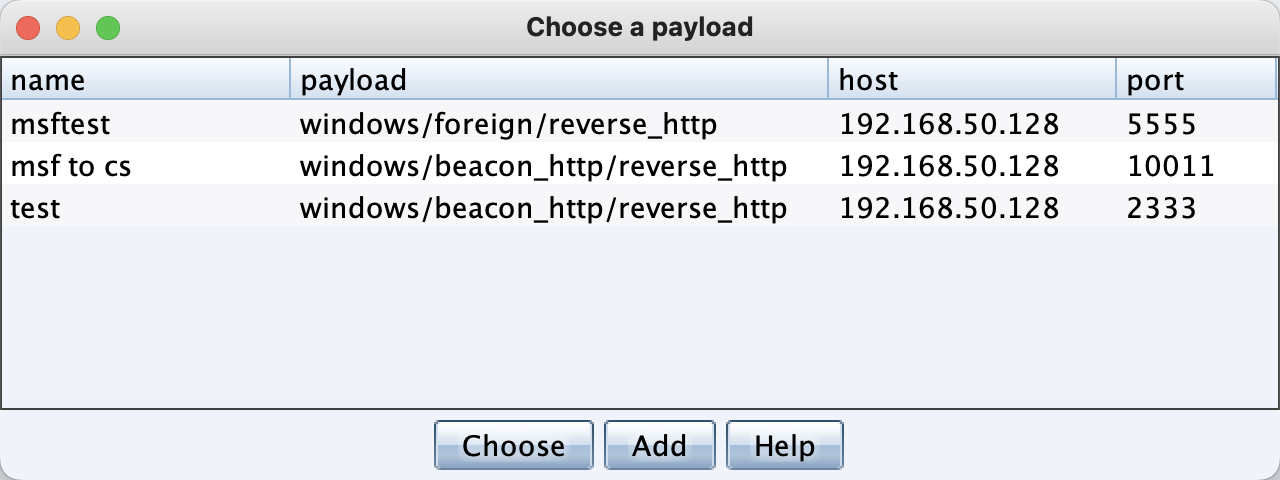 Choose a payload
name payload host port
msftest windows/foreign/reverse_http 192.168.50.128 5555
msf to cs windows/beacon_http/reverse_http 192.168.50.128 10011
test windows/beacon_http/reverse_http 192.168.50.128 2333
Choose Add Help